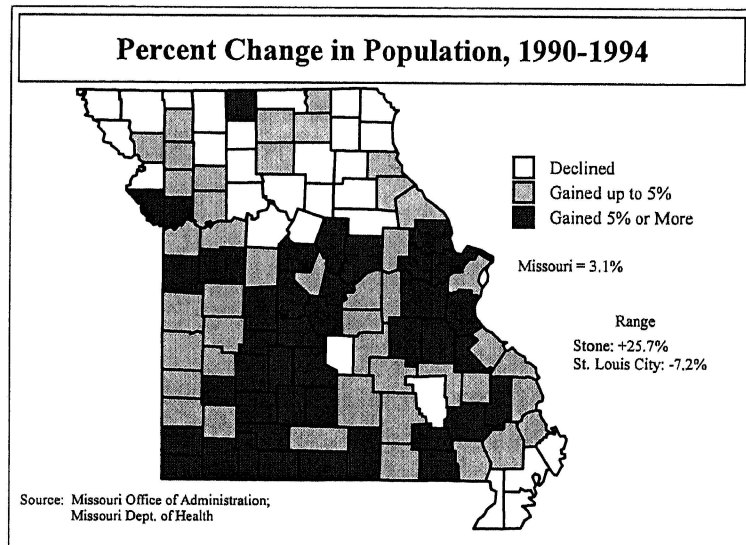 Percent Change in Population, 1990-1994
Declined
Gained up to 5%
Gained 5% or More
Missouri = 3.1%
Range
Stone: +25.7%
St. Louis City: -7.2%
Source: Missouri Office of Administration;
Missouri Dept. of Health